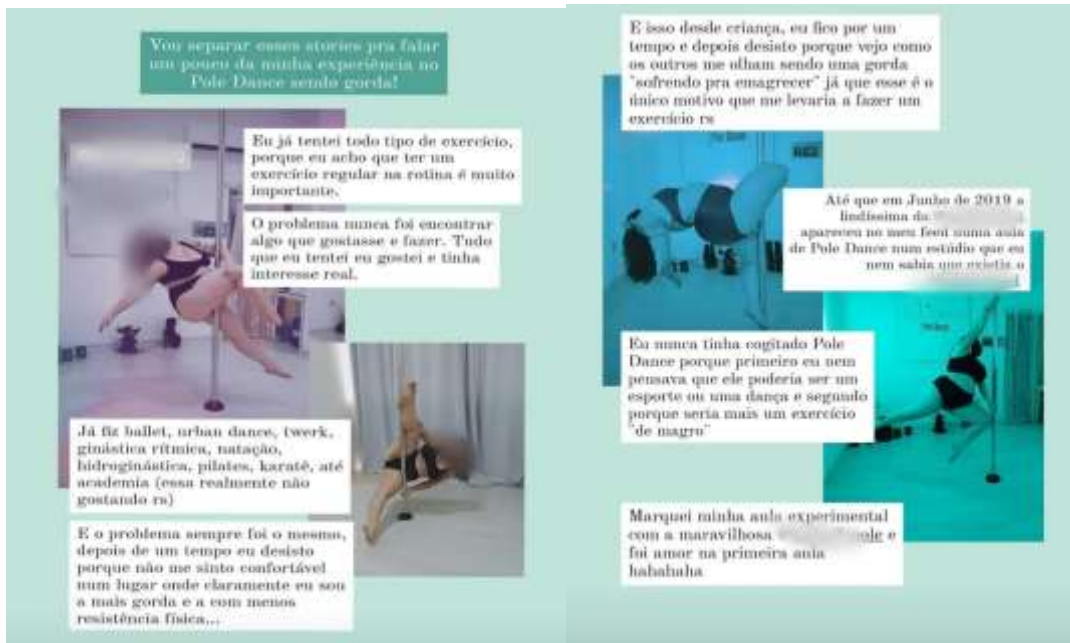 Vou separar esses stories pra falar
um pouco da minha experiência no
Pole Dance sendo gorda!
Eu já tentei todo tipo de exercício,
porque eu acho que ter um
exercício regular na rotina é muito
importante.
O problema nunca foi encontrar
algo que gostasse e fazer. Tudo
que eu tentei eu gostei e tinha
interesse real.
Já fiz ballet, urban dance, twerk,
ginástica rítmica, natação,
hidroginástica, pilates, karatê, até
academia (essa realmente não
gostando rs)
E o problema sempre foi o mesmo,
depois de um tempo eu desisto
porque não me sinto confortável
num lugar onde claramente eu sou
a mais gorda e a com menos
resistência física...
E isso desde criança, eu fico por um
tempo e depois desisto porque vejo como
os outros me olham sendo uma gorda
"sofrendo pra emagrecer" já que esse é o
único motivo que me levaria a fazer um
exercício rs
Até que em Junho de 2019 a
lindíssima da
apareceu no meu feed numa aula
de Pole Dance num estúdio que eu
nem sabia que existia o
Eu nunca tinha cogitado Pole
Dance porque primeiro eu nem
pensava que ele poderia ser um
esporte ou uma dança e segundo
porque seria mais um exercício
"de magro"
Marquei minha aula experimental
com a maravilhosa e
foi amor na primeira aula
hahahaha